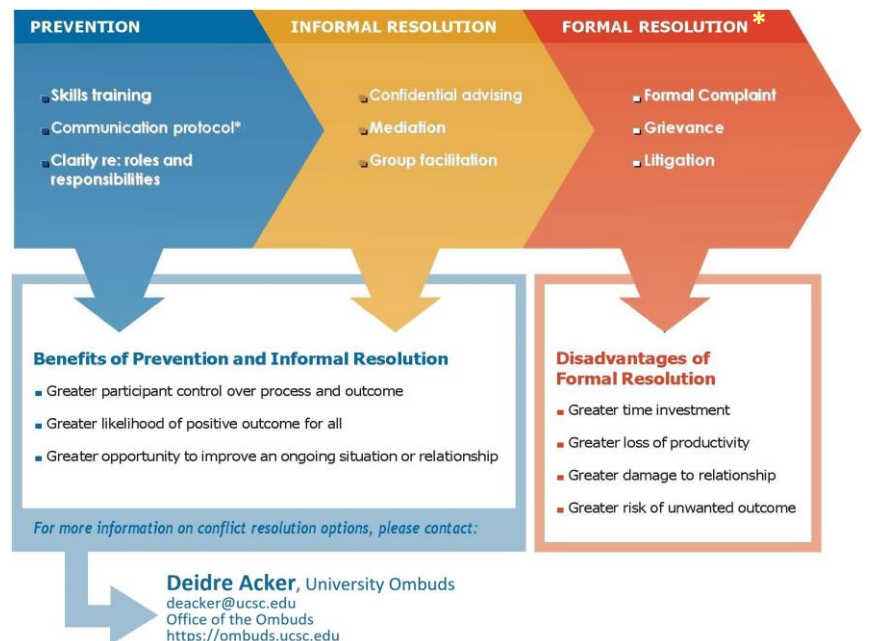 PREVENTION
Skills training
Communication protocol*
Clarity re: roles and
responsibilities
INFORMAL RESOLUTION
Confidential advising
Mediation
Group facilitation
FORMAL RESOLUTION *
Formal Complaint
Grievance
Litigation
Benefits of Prevention and Informal Resolution
Greater participant control over process and outcome
Greater likelihood of positive outcome for all
Greater opportunity to improve an ongoing situation or relationship
For more information on conflict resolution options, please contact:
Disadvantages of
Formal Resolution
Greater time investment
Greater loss of productivity
Greater damage to relationship
Greater risk of unwanted outcome
Deidre Acker, University Ombuds
deacker@ucsc.edu
Office of the Ombuds
https://ombuds.ucsc.edu